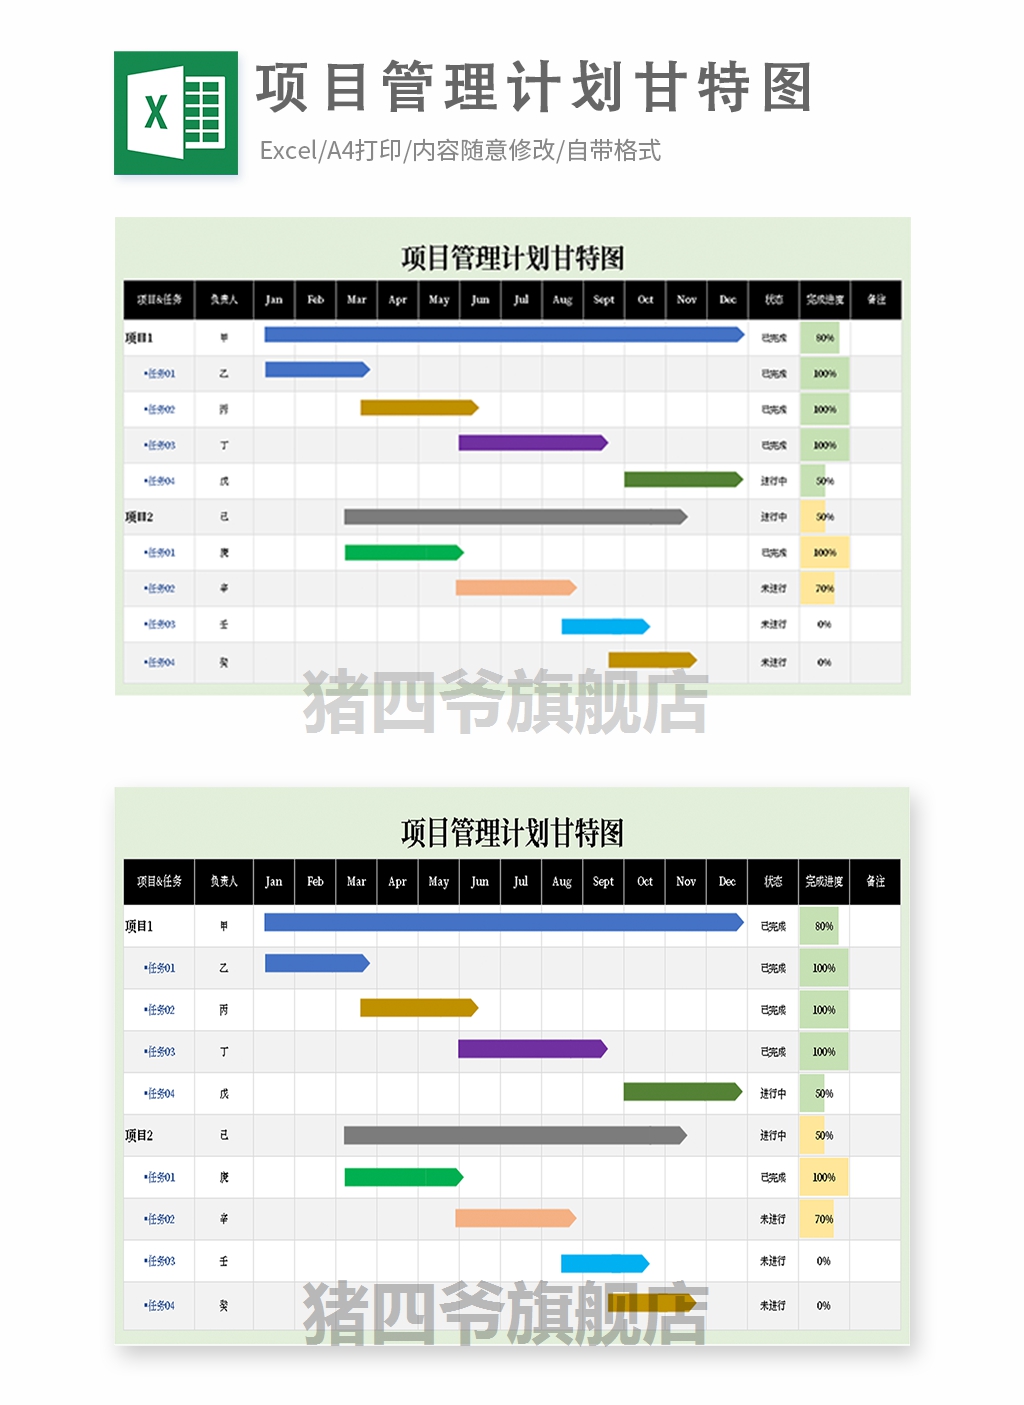 X
项目管理计划甘特图
Excel/A4打印/内容随意修改/自带格式
项目管理计划甘特图
项目&任务 负责人 Jan Feb Mar Apr May Jun Jul Aug Sept Oct Nov Dec 状态 完成进度 备注
项目1 甲 已完成 80%
▪任务01 乙 已完成 100%
▪任务02 丙 已完成 100%
▪任务03 丁 已完成 100%
▪任务04 戊 进行中 50%
项目2 己 进行中 50%
▪任务01 庚 已完成 100%
▪任务02 辛 未进行 70%
▪任务03 壬 未进行 0%
▪任务04 癸 未进行 0%
猪四爷旗舰店
项目管理计划甘特图
项目&任务 负责人 Jan Feb Mar Apr May Jun Jul Aug Sept Oct Nov Dec 状态 完成进度 备注
项目1 甲 已完成 80%
▪任务01 乙 已完成 100%
▪任务02 丙 已完成 100%
▪任务03 丁 已完成 100%
▪任务04 戊 进行中 50%
项目2 己 进行中 50%
▪任务01 庚 已完成 100%
▪任务02 辛 未进行 70%
▪任务03 壬 未进行 0%
▪任务04 癸 未进行 0%
猪四爷旗舰店